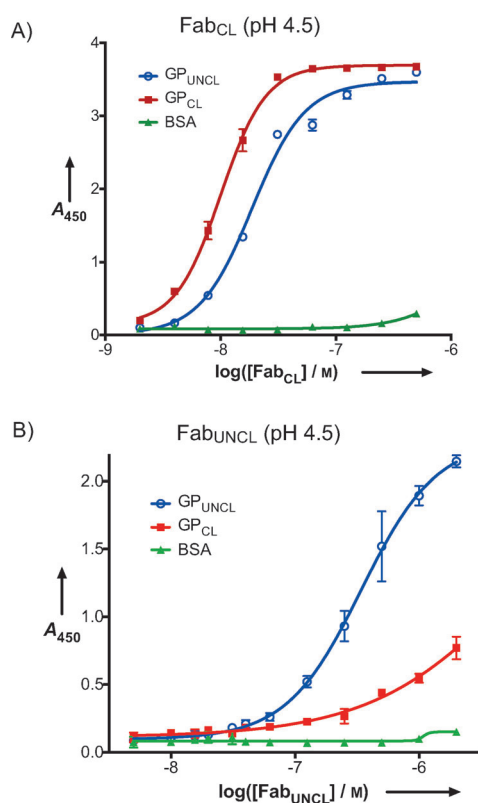 A)
Fab_CL (pH 4.5)
GP_UNCL
GP_CL
BSA
4
3
2
1
0
A_450
-9
-8
-7
-6
log([Fab_CL] / M)
B)
Fab_UNCL (pH 4.5)
GP_UNCL
GP_CL
BSA
2.0
1.5
1.0
0.5
0.0
A_450
-8
-7
-6
log([Fab_UNCL] / M)